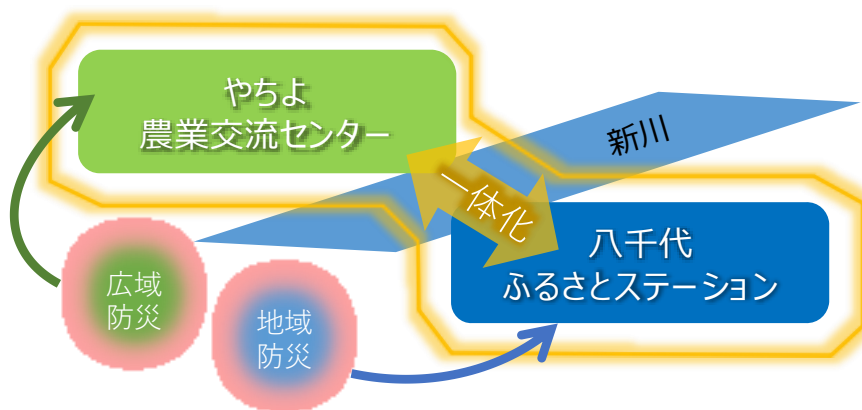 やちよ
農業交流センター
新川
一体化
八千代
ふるさとステーション
広域
防災
地域
防災